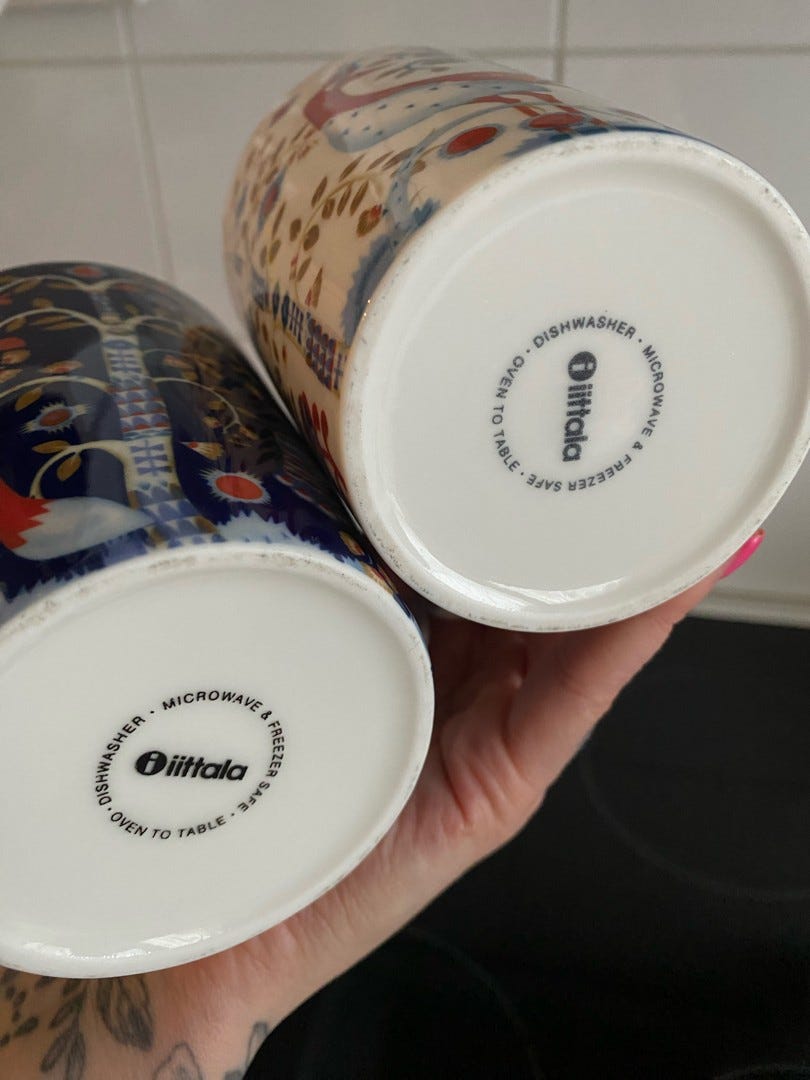 DISHWASHER · MICROWAVE & FREEZER SAFE · OVEN TO TABLE ·
iittala
DISHWASHER · MICROWAVE & FREEZER SAFE · OVEN TO TABLE ·
iittala